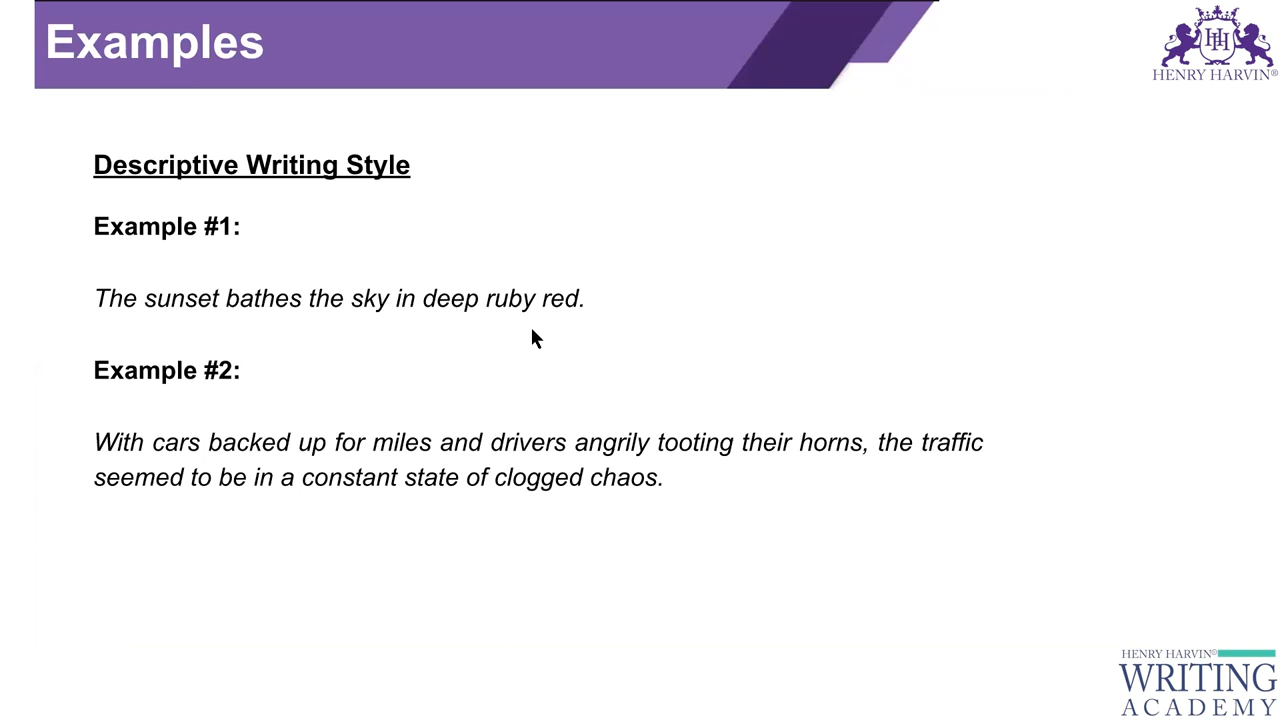 Examples
HENRY HARVIN®
Descriptive Writing Style
Example #1:
The sunset bathes the sky in deep ruby red.
Example #2:
With cars backed up for miles and drivers angrily tooting their horns, the traffic
seemed to be in a constant state of clogged chaos.
HENRY HARVIN©
WRITING
ACADEMY